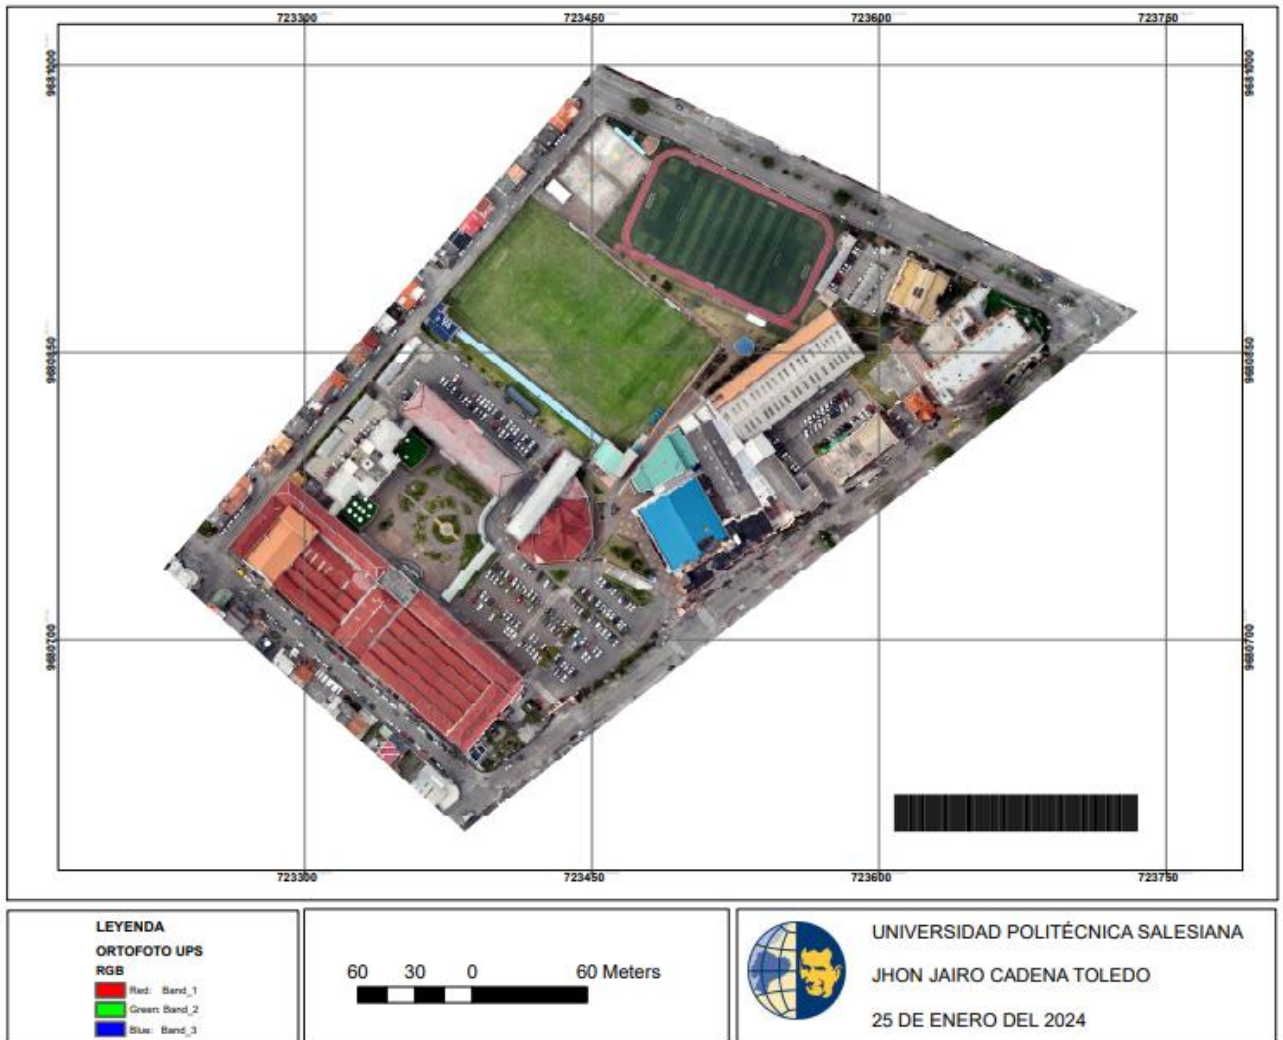 723300 723450 723600 723750
9681000 9681000
9680850 9680850
9680700 9680700
723300 723450 723600 723750
LEYENDA
ORTOFOTO UPS
RGB
Red: Band_1
Green: Band_2
Blue: Band_3
60 30 0 60 Meters
UNIVERSIDAD POLITÉCNICA SALESIANA
JHON JAIRO CADENA TOLEDO
25 DE ENERO DEL 2024